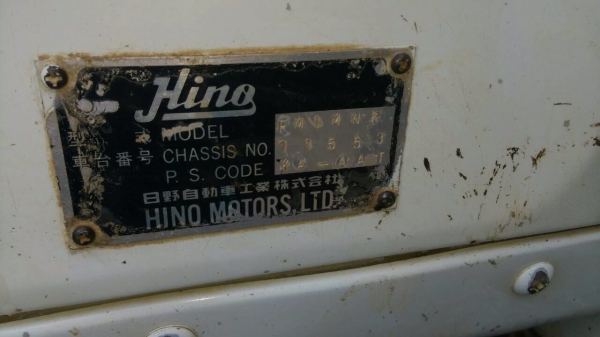 Hino
型 式 MODEL
車台番号 CHASSIS NO.
P. S. CODE
日野自動車工業株式会社
HINO MOTORS, LTD.